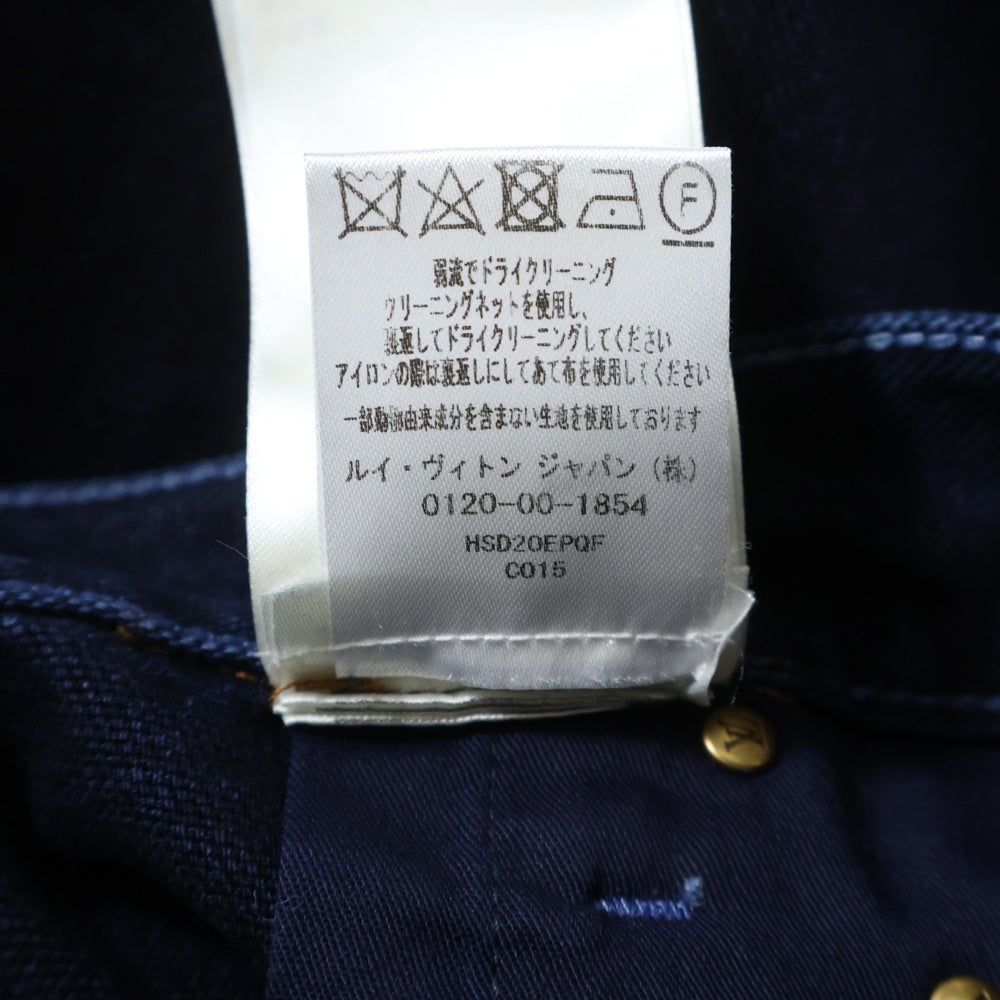 F
弱流でドライクリーニング
クリーニングネットを使用し、
裏返してドライクリーニングしてください
アイロンの際は裏返しにしてあて布を使用してください
一部動物由来成分を含まない生地を使用しております
ルイ・ヴィトン ジャパン (株)
0120-00-1854
HSD20EPQF
C015
LV